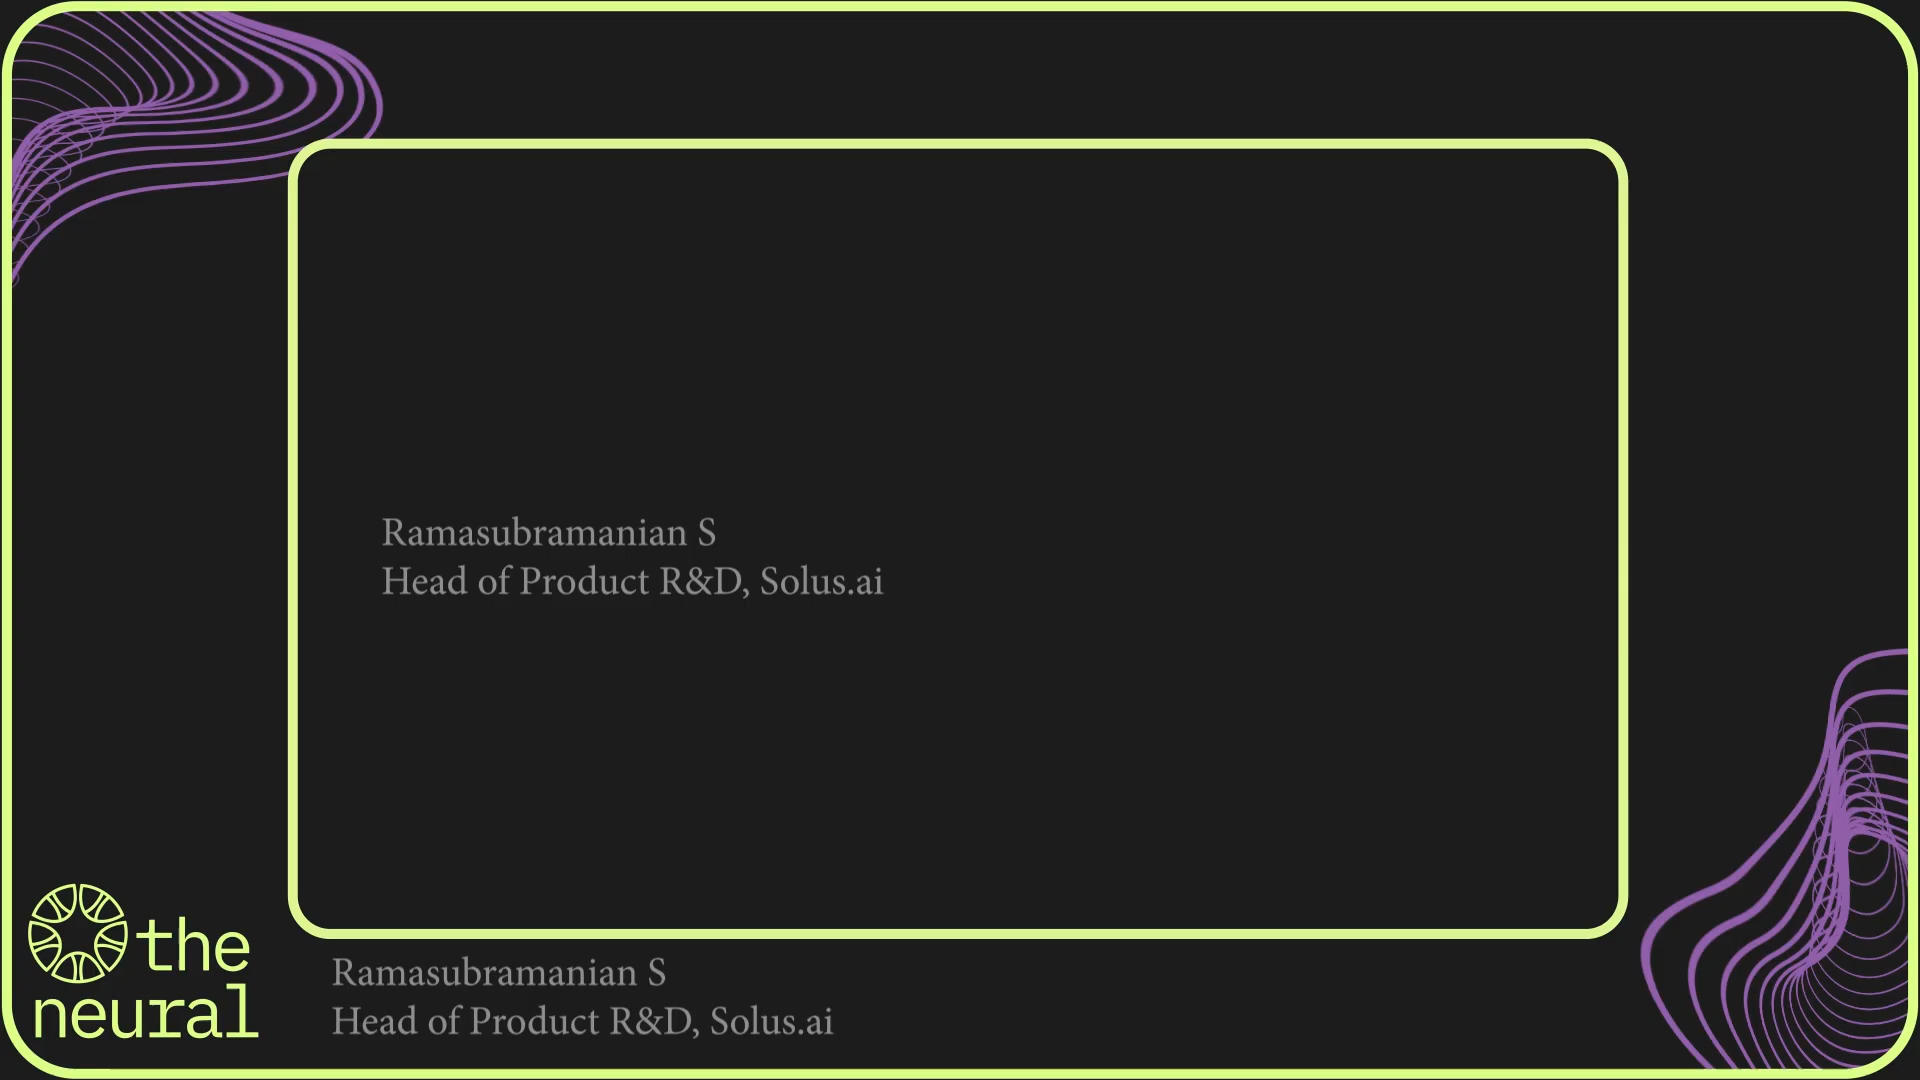 Ramasubramanian S
Head of Product R&D, Solus.ai
the
neural
Ramasubramanian S
Head of Product R&D, Solus.ai